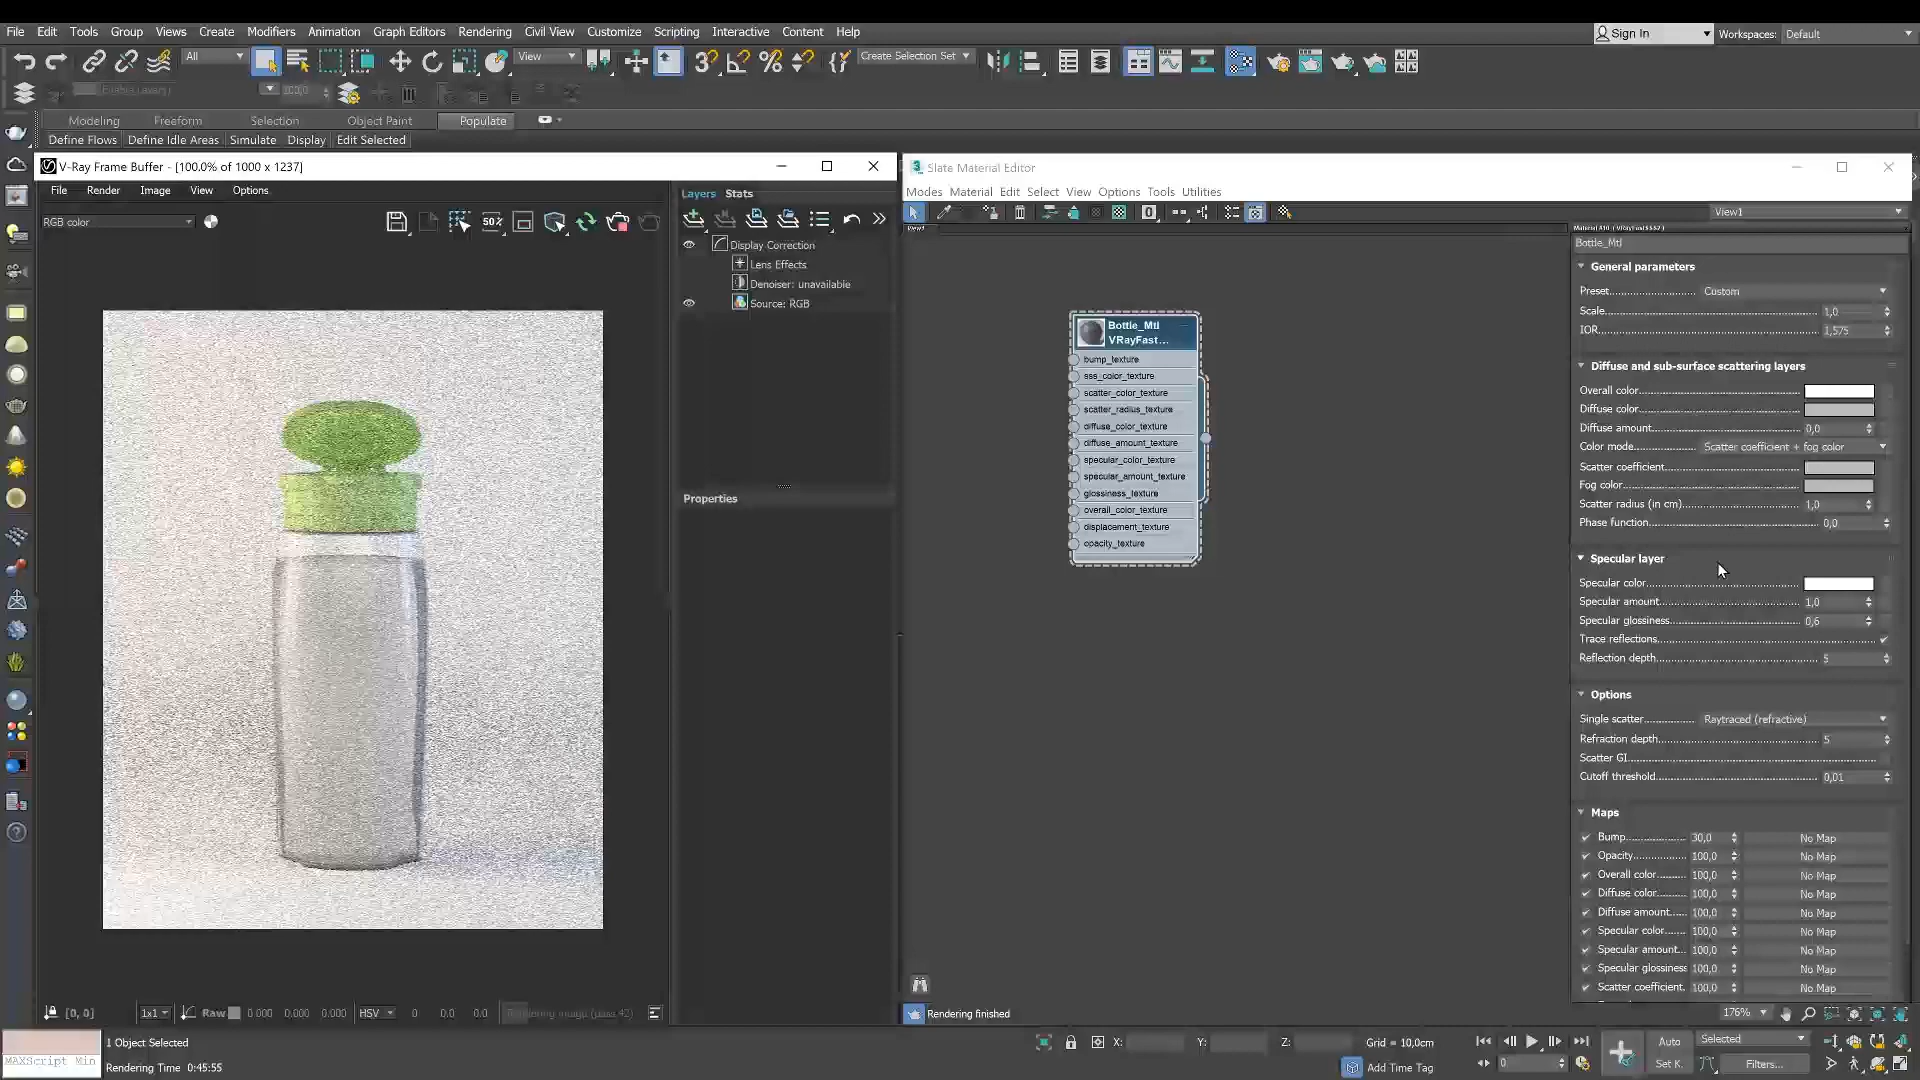 File Edit Tools Group Views Create Modifiers Animation Graph Editors Rendering Civil View Customize Scripting Interactive Content Help
Sign In Workspaces: Default
All View Create Selection Set
100,0
Modeling Freeform Selection Object Paint Populate
Define Flows Define Idle Areas Simulate Display Edit Selected
V-Ray Frame Buffer - [100.0% of 1000 x 1237]
File Render Image View Options
RGB color
50%
Layers Stats
Display Correction
Lens Effects
Denoiser: unavailable
Source: RGB
Properties
[0, 0] 1x1 Raw 0.000 0.000 0.000 HSV 0 0.0 0.0 Rendering image (pass 42)
Slate Material Editor
Modes Material Edit Select View Options Tools Utilities
View1
View1
Bottle_Mtl
VRayFast...
bump_texture
sss_color_texture
scatter_color_texture
scatter_radius_texture
diffuse_color_texture
diffuse_amount_texture
specular_color_texture
specular_amount_texture
glossiness_texture
overall_color_texture
displacement_texture
opacity_texture
Bottle_Mtl
General parameters
Preset Custom
Scale 1,0
IOR 1,575
Diffuse and sub-surface scattering layers
Overall color
Diffuse color
Diffuse amount 0,0
Color mode Scatter coefficient + fog color
Scatter coefficient
Fog color
Scatter radius (in cm) 1,0
Phase function 0,0
Specular layer
Specular color
Specular amount 1,0
Specular glossiness 0,6
Trace reflections
Reflection depth 5
Options
Single scatter Raytraced (refractive)
Refraction depth 5
Scatter GI
Cutoff threshold 0,01
Maps
Bump 30,0 No Map
Opacity 100,0 No Map
Overall color 100,0 No Map
Diffuse color 100,0 No Map
Diffuse amount 100,0 No Map
Specular color 100,0 No Map
Specular amount 100,0 No Map
Specular glossiness 100,0 No Map
Scatter coefficient. 100,0 No Map
Rendering finished
176%
1 Object Selected
MAXScript Min
Rendering Time 0:45:55
X: Y: Z: Grid = 10,0cm
Add Time Tag
0
Auto
Set K.
Selected
Filters...